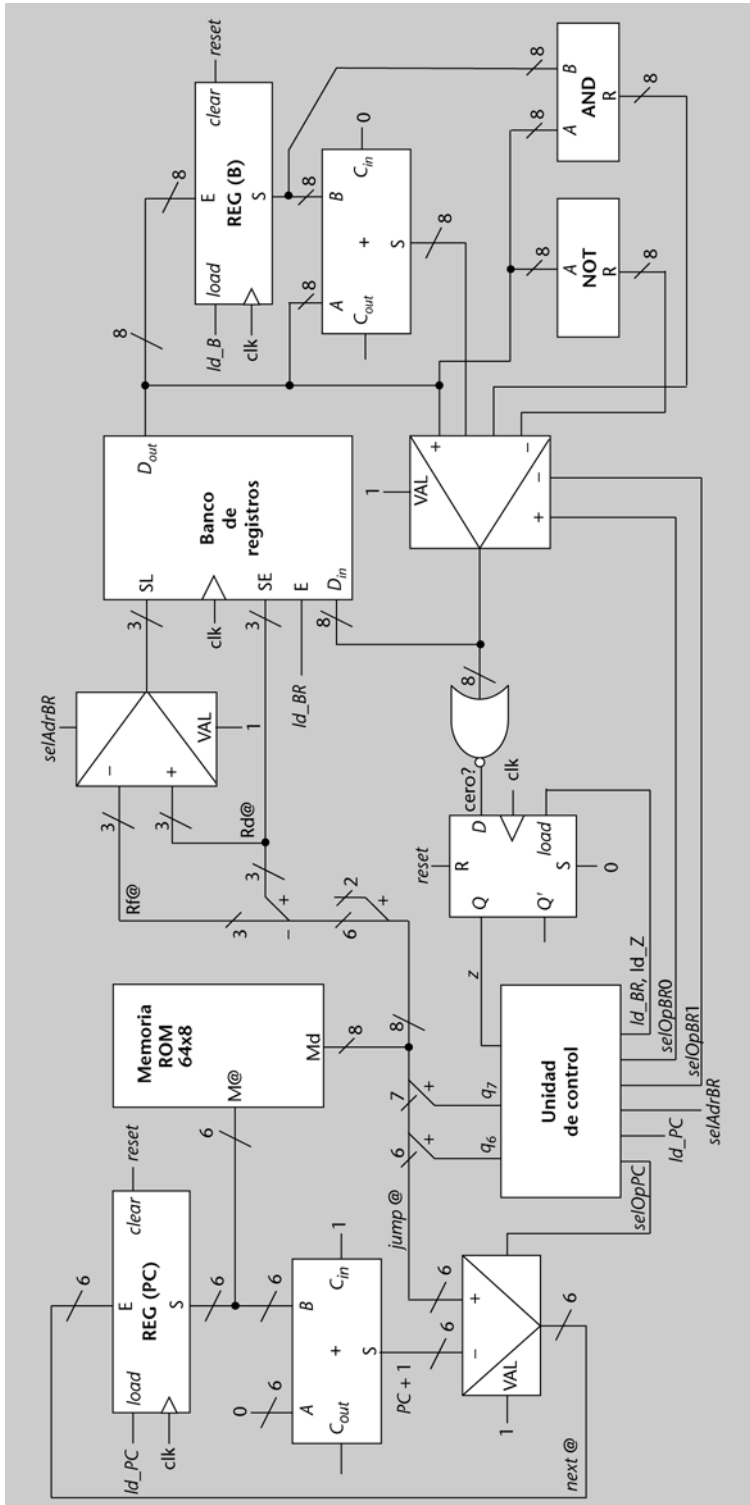 next @
6
ld_PC
load
clk
E
REG (PC)
S
clear
reset
6
6
0
6
A
B
6
C_out
+
C_in
1
S
PC + 1
6
1
VAL
−
+
6
6
jump @
selOpPC
6
M@
Memoria
ROM
64x8
Md
8
8
7
+
6
+
q6
q7
Unidad
de control
z
ld_PC
selAdrBR
selOpBR1
selOpBR0
ld_BR, ld_Z
Q
Q'
R
S
D
load
reset
0
clk
cero?
8
6
2
+
−
+
3
3
Rf@
3
Rd@
3
−
+
selAdrBR
VAL
1
3
SL
clk
3
SE
ld_BR
E
8
D_in
Banco
de
registros
D_out
8
8
ld_B
load
clk
E
REG (B)
S
clear
reset
8
8
A
B
C_out
+
C_in
0
S
8
1
VAL
+
−
+
−
8
A
NOT
R
8
8
8
A
B
AND
R
8